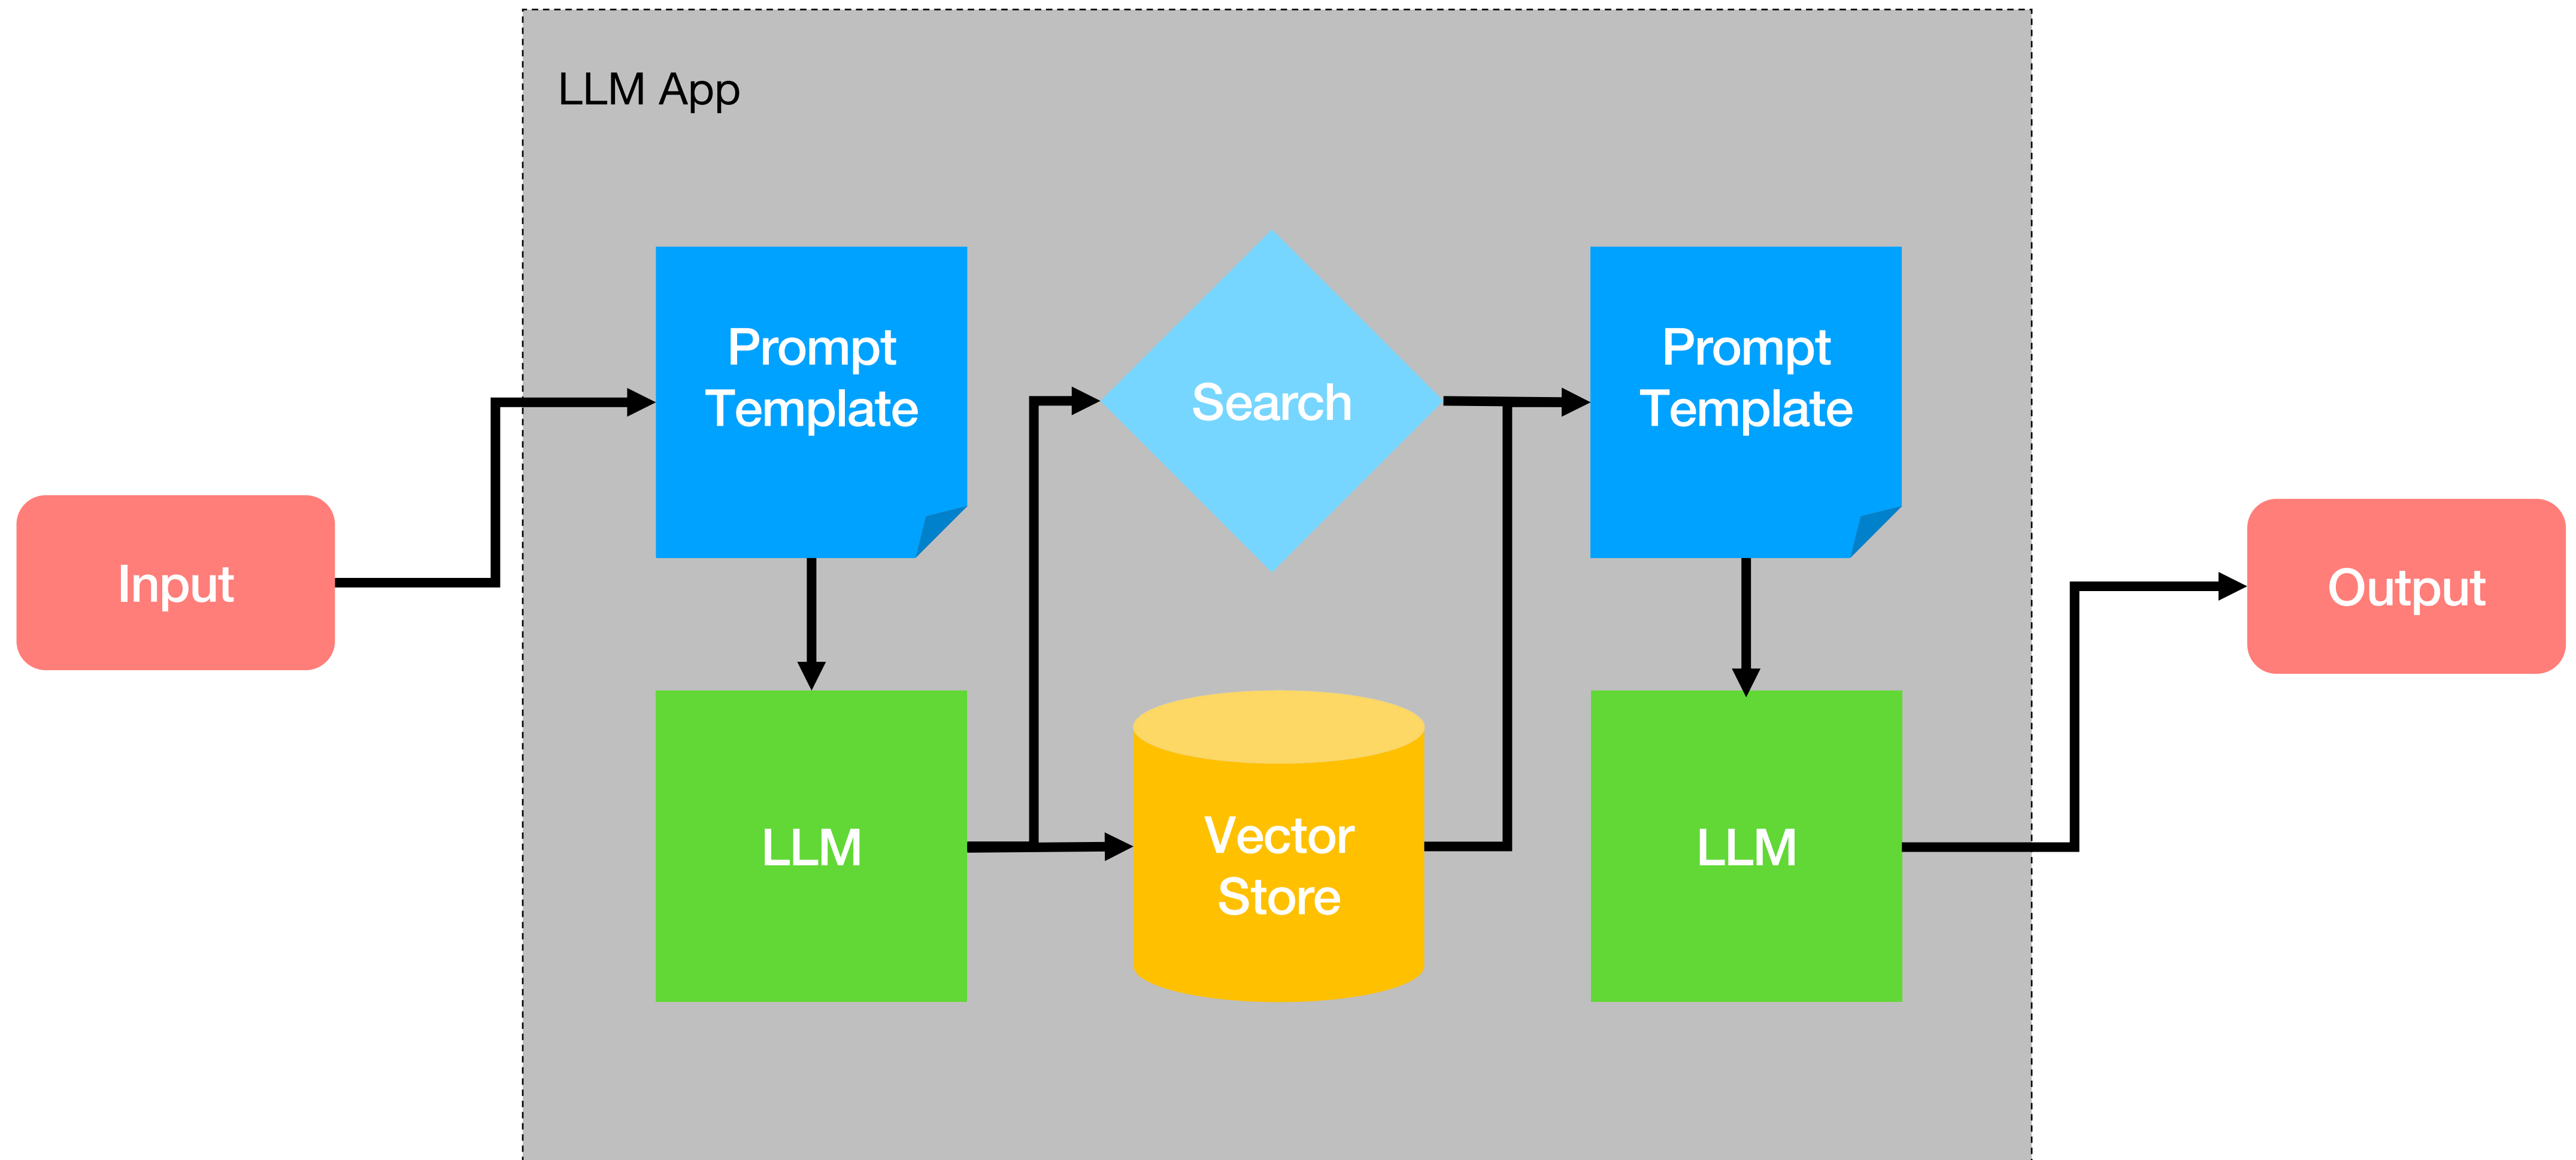 LLM App
Prompt
Template
Search
Prompt
Template
Input
Output
LLM
Vector
Store
LLM